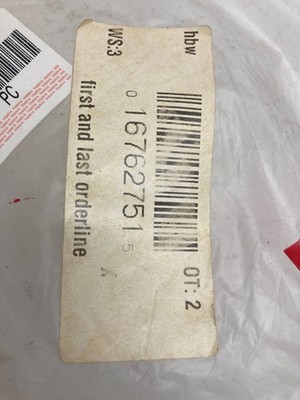 hbw
OT: 2
0 16762751 5
X
WS:3
first and last orderline
PC